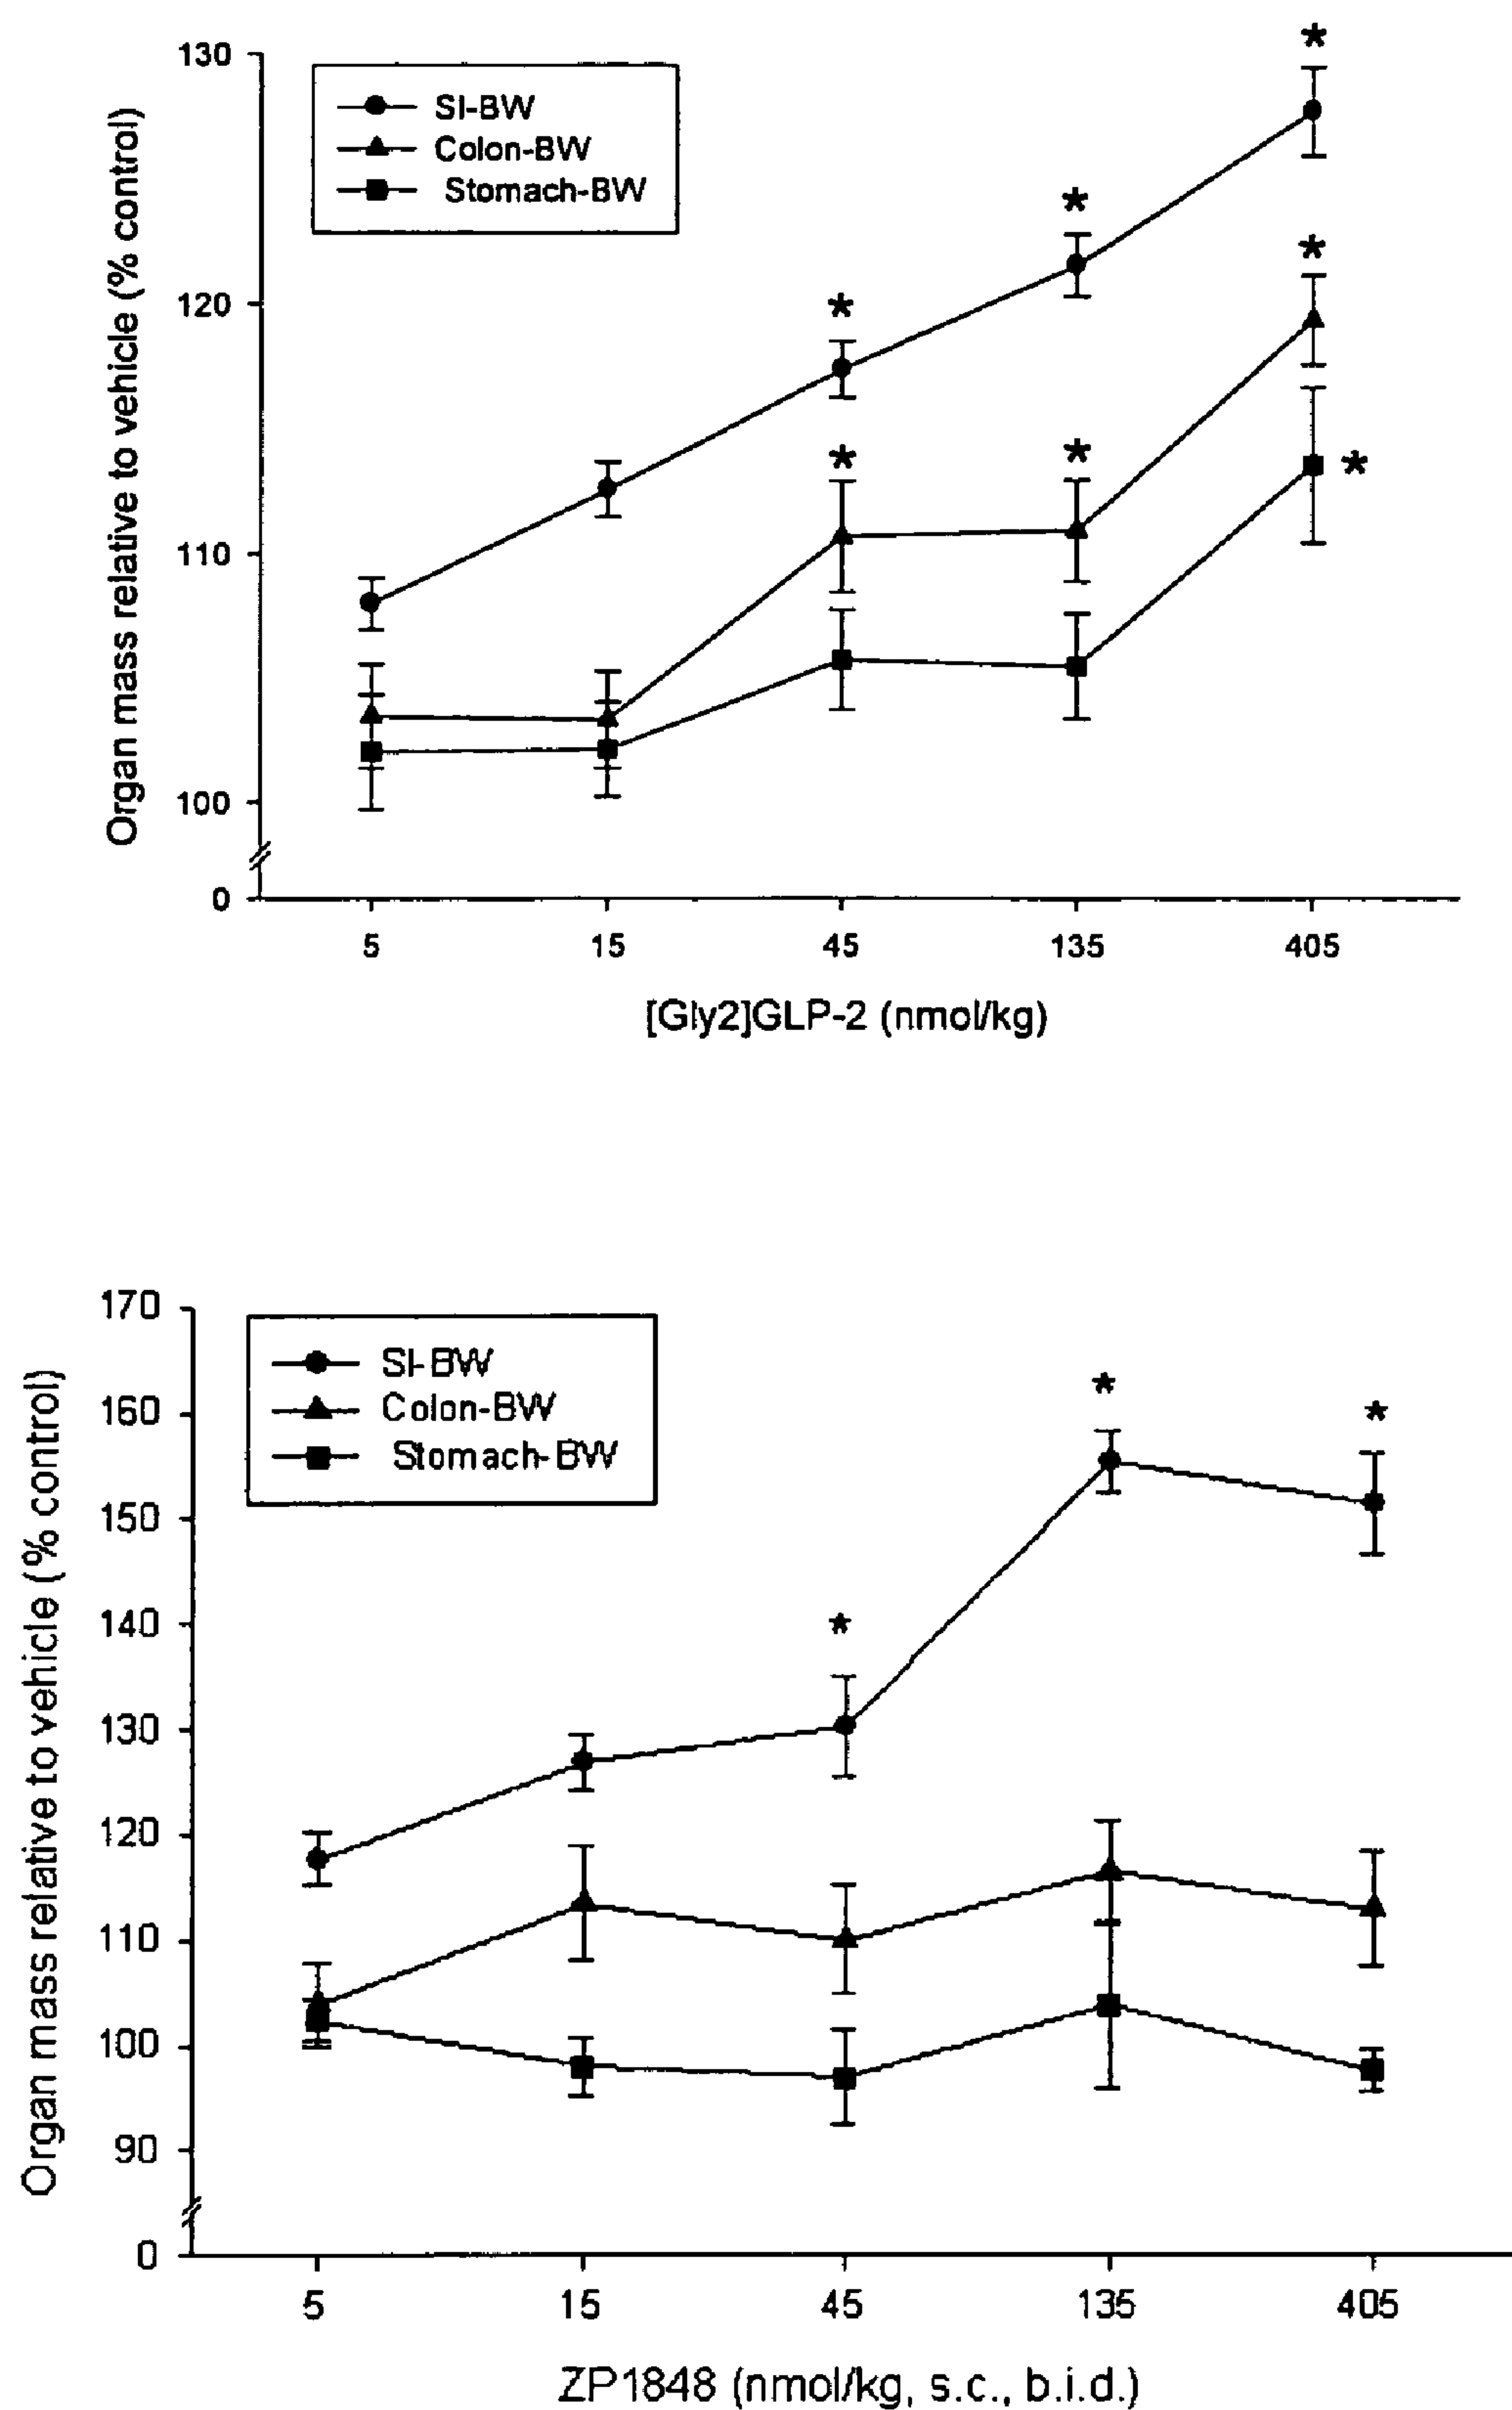 130
120
110
100
0
Organ mass relative to vehicle (% control)
SI-BW
Colon-BW
Stomach-BW
*
*
*
*
*
*
*
5 15 45 135 405
[Gly2]GLP-2 (nmol/kg)
170
160
150
140
130
120
110
100
90
0
Organ mass relative to vehicle (% control)
SI-BW
Colon-BW
Stomach-BW
*
*
*
5 15 45 135 405
ZP1848 (nmol/kg, s.c., b.i.d.)